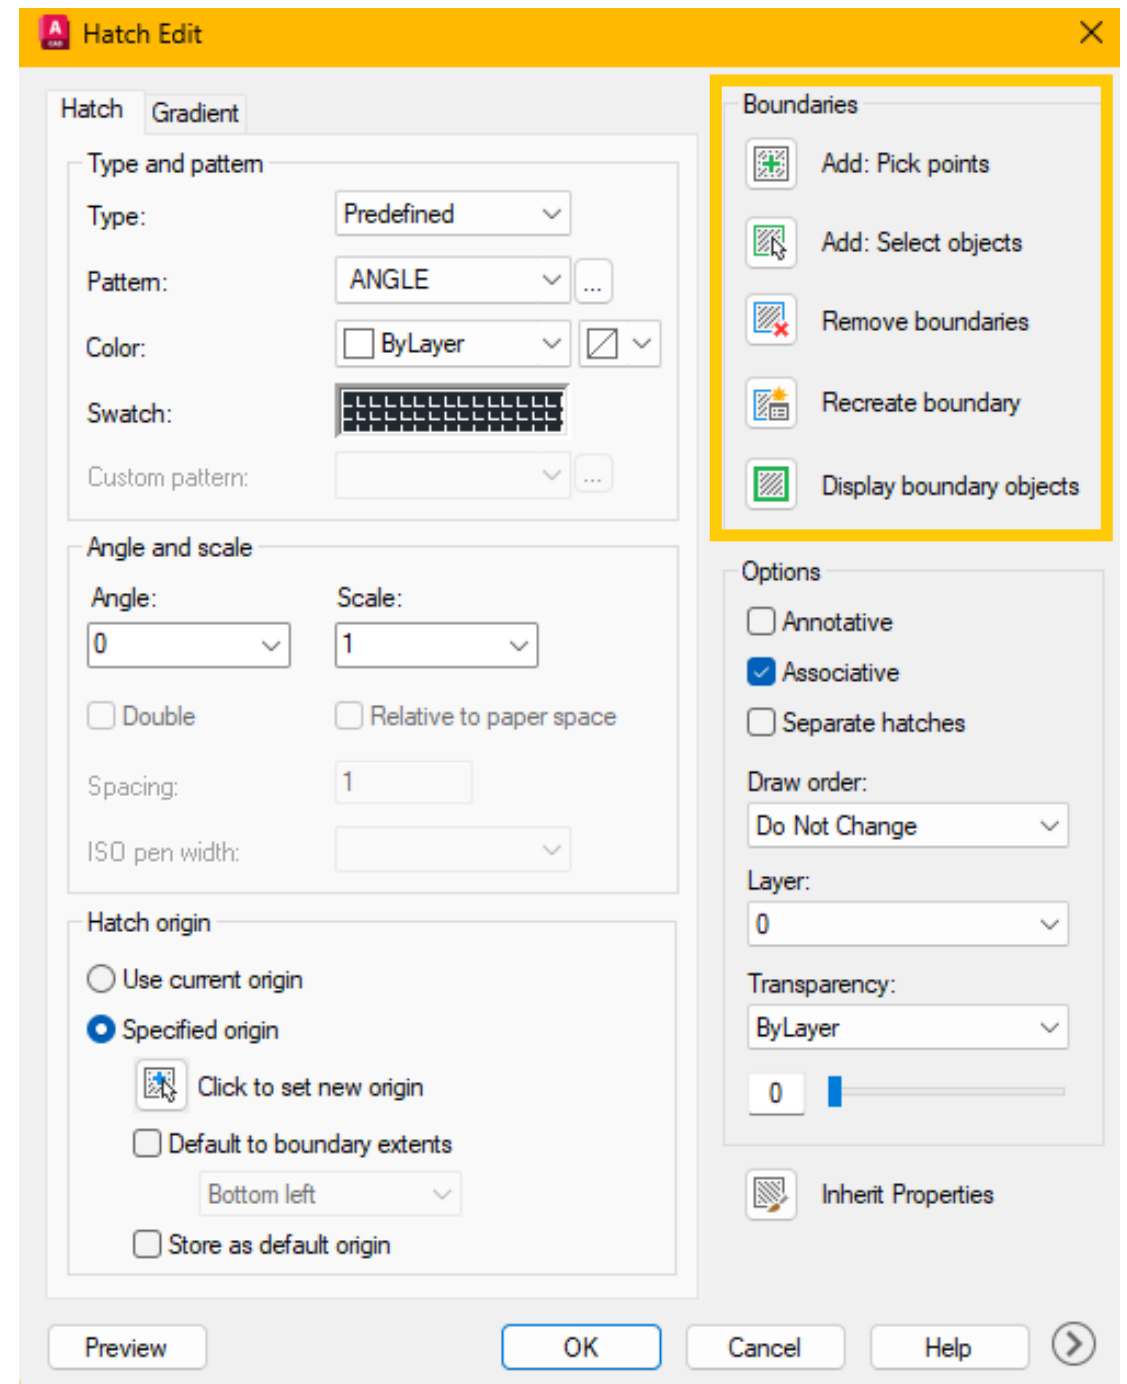 A
CAD
Hatch Edit
Hatch
Gradient
Type and pattern
Type:
Predefined
Pattern:
ANGLE
...
Color:
ByLayer
Swatch:
Custom pattern:
...
Angle and scale
Angle:
Scale:
0
1
Double
Relative to paper space
Spacing:
1
ISO pen width:
Hatch origin
Use current origin
Specified origin
Click to set new origin
Default to boundary extents
Bottom left
Store as default origin
Boundaries
Add: Pick points
Add: Select objects
Remove boundaries
Recreate boundary
Display boundary objects
Options
Annotative
Associative
Separate hatches
Draw order:
Do Not Change
Layer:
0
Transparency:
ByLayer
0
Inherit Properties
Preview
OK
Cancel
Help